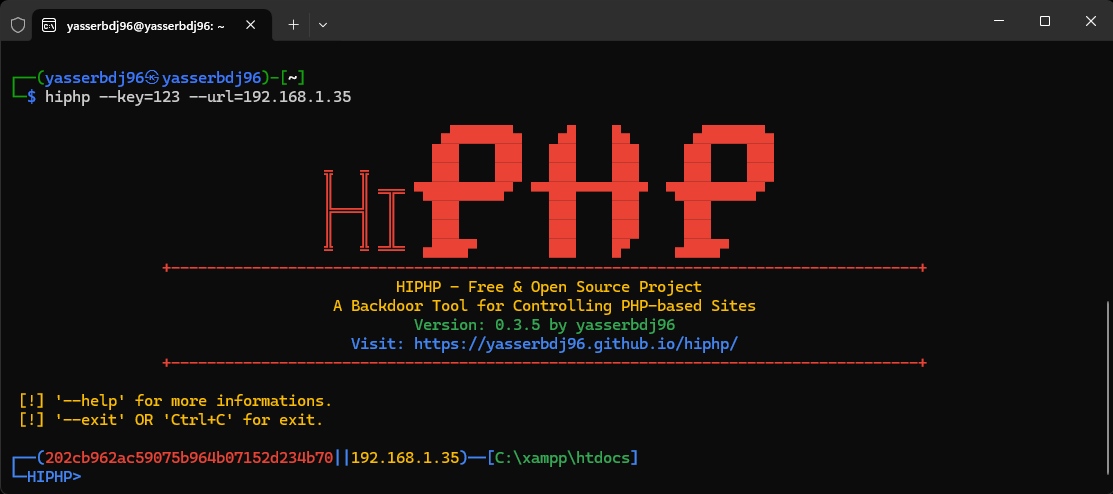 yasserbdj96@yasserbdj96: ~
┌──(yasserbdj96㉿yasserbdj96)-[~]
└─$ hiphp --key=123 --url=192.168.1.35
HIPHP
HIPHP - Free & Open Source Project
A Backdoor Tool for Controlling PHP-based Sites
Version: 0.3.5 by yasserbdj96
Visit: https://yasserbdj96.github.io/hiphp/
[!] '--help' for more informations.
[!] '--exit' OR 'Ctrl+C' for exit.
┌──(202cb962ac59075b964b07152d234b70||192.168.1.35)──[C:\xampp\htdocs]
└─HIPHP>